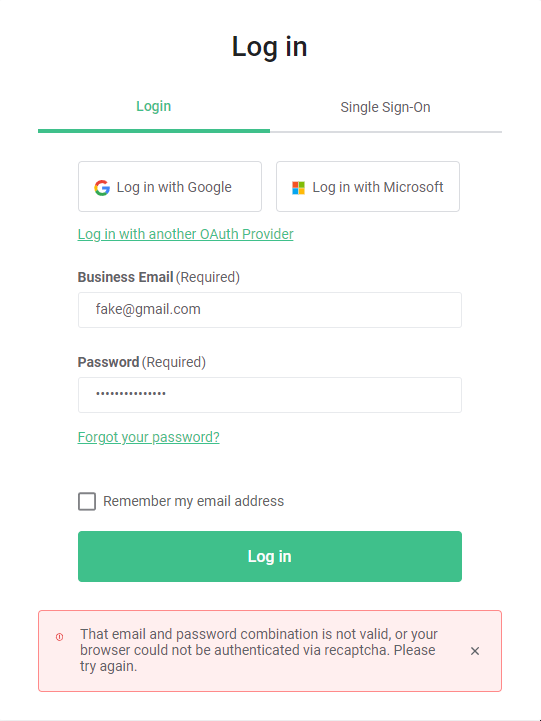 Log in
Login
Single Sign-On
Log in with Google
Log in with Microsoft
Log in with another OAuth Provider
Business Email (Required)
fake@gmail.com
Password (Required)
•••••••••••••••
Forgot your password?
Remember my email address
Log in
That email and password combination is not valid, or your
browser could not be authenticated via recaptcha. Please
try again.